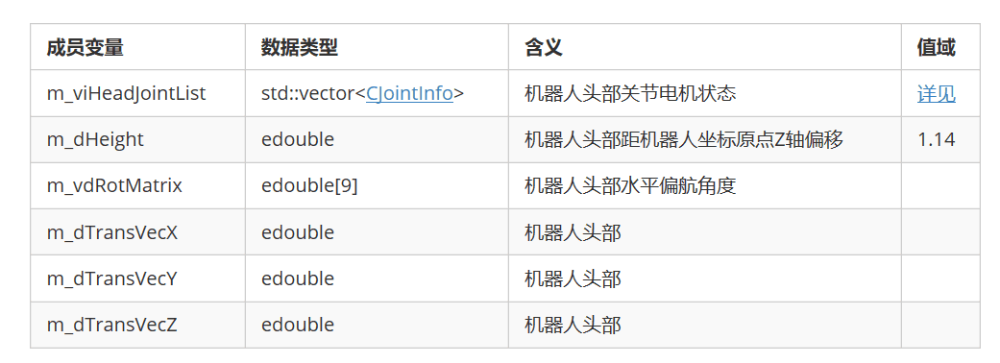 成员变量 数据类型 含义 值域
m_viHeadJointList std::vector<CJointInfo> 机器人头部关节电机状态 详见
m_dHeight edouble 机器人头部距机器人坐标原点Z轴偏移 1.14
m_vdRotMatrix edouble[9] 机器人头部水平偏航角度
m_dTransVecX edouble 机器人头部
m_dTransVecY edouble 机器人头部
m_dTransVecZ edouble 机器人头部